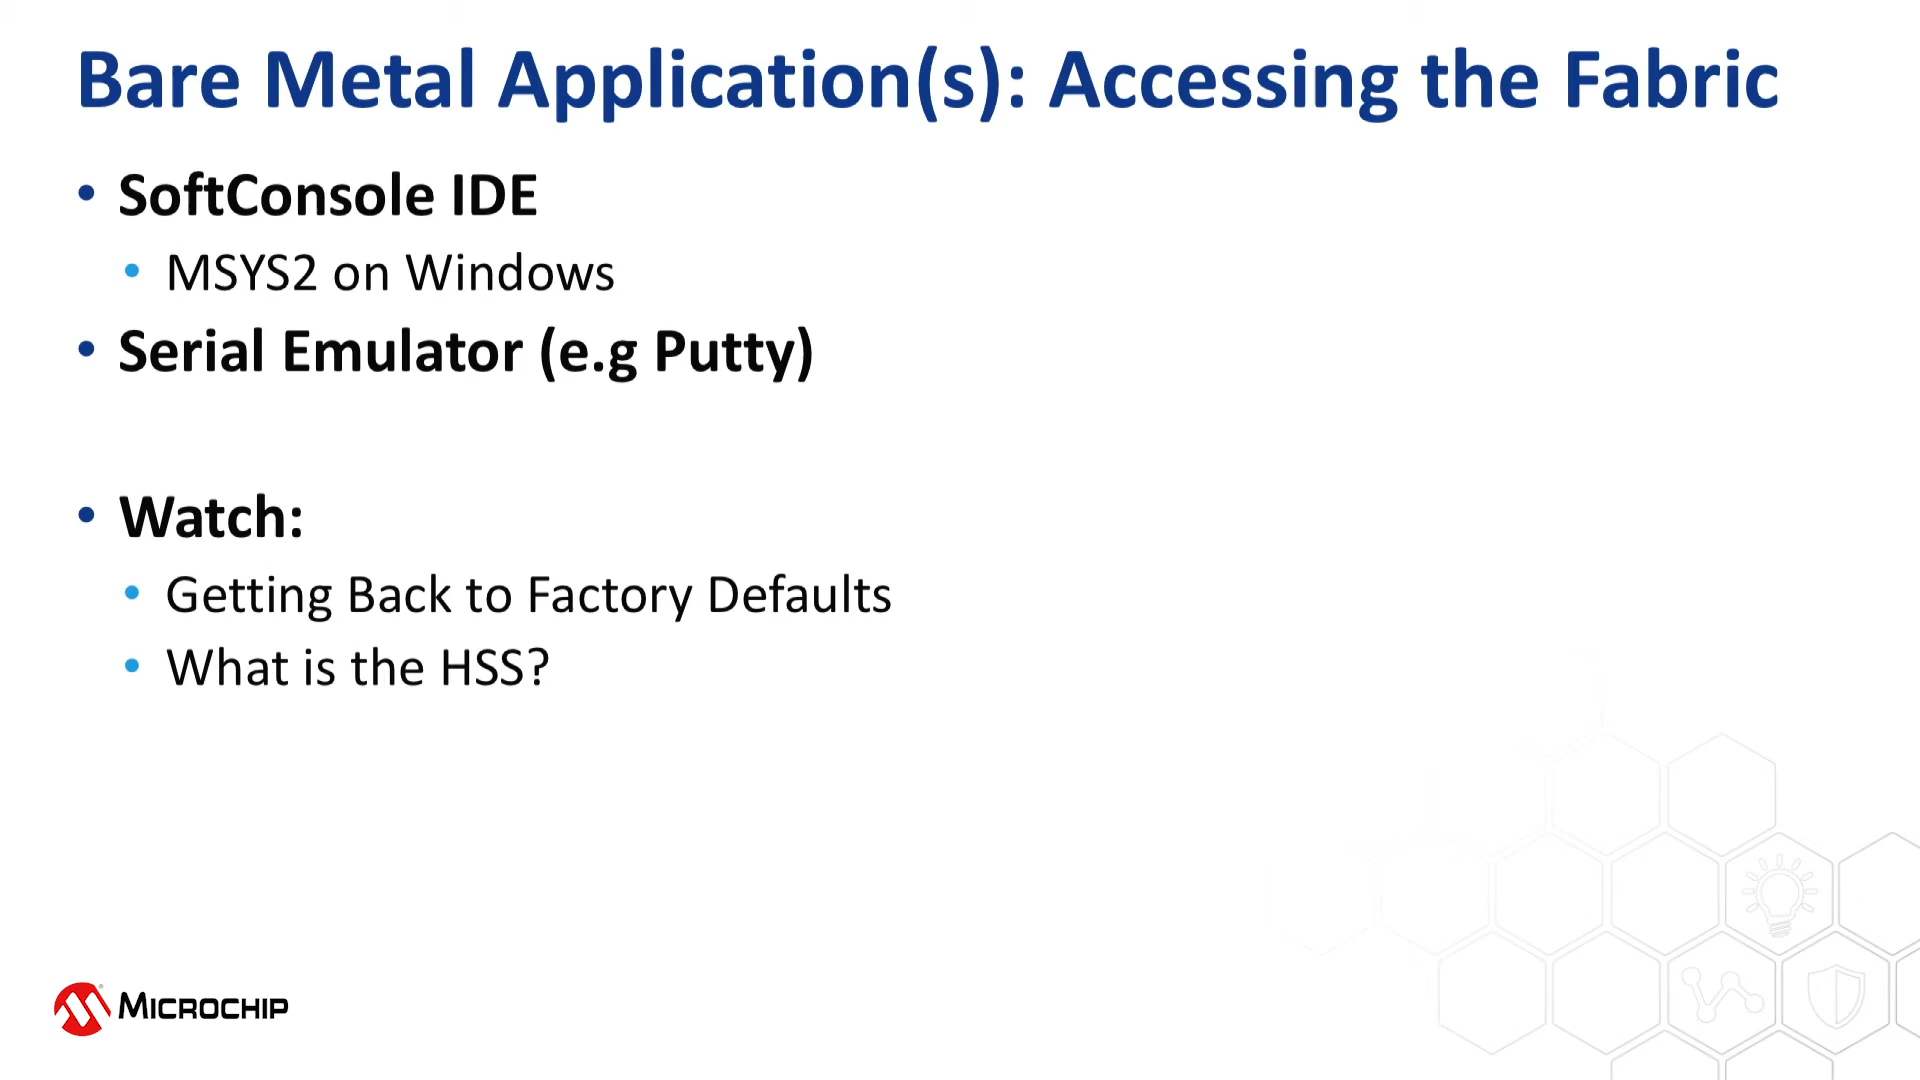 Bare Metal Application(s): Accessing the Fabric
• SoftConsole IDE
• MSYS2 on Windows
• Serial Emulator (e.g Putty)
• Watch:
• Getting Back to Factory Defaults
• What is the HSS?
MICROCHIP